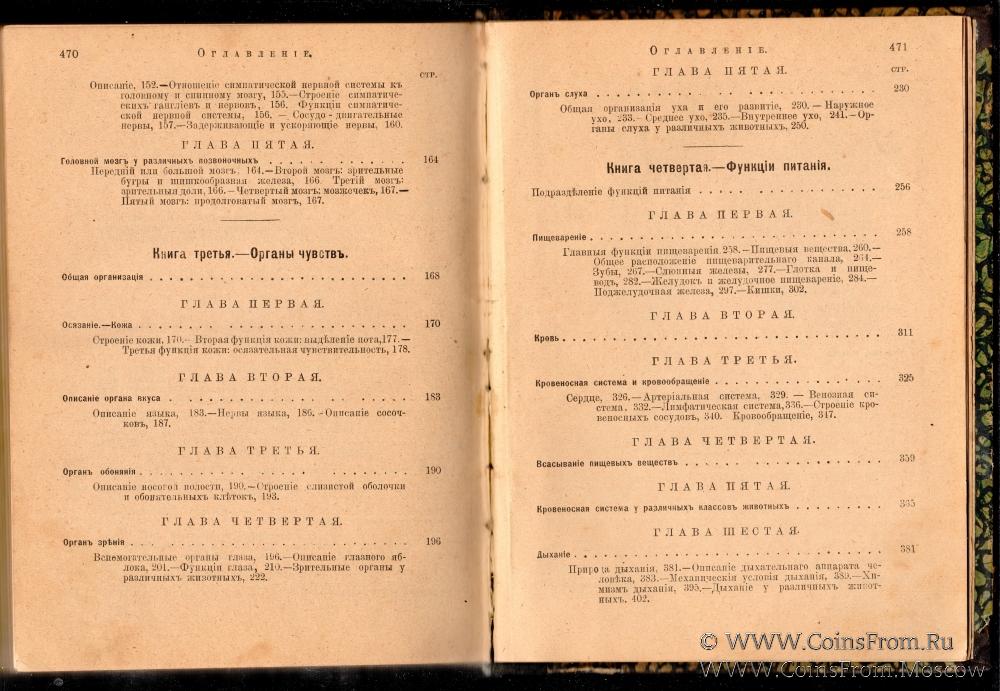 470
Оглавленіе.
стр.
Описаніе, 152.—Отношеніе симпатической нервной системы къ
головному и спинному мозгу, 155.—Строеніе симпатиче-
скихъ гангліевъ и нервовъ, 156. Функціи симпатиче-
ской нервной системы, 156. — Сосудо-двигательные
нервы, 157.—Задерживающіе и ускоряющіе нервы, 160.
ГЛАВА ПЯТАЯ.
Головной мозгъ у различныхъ позвоночныхъ . . . . . . . . . . . . 164
Передній или большой мозгъ, 164.—Второй мозгъ: зрительные
бугры и шишкообразная железа, 166. Третій мозгъ:
зрительныя доли, 166.—Четвертый мозгъ: мозжечекъ, 167.—
Пятый мозгъ: продолговатый мозгъ, 167.
Книга третья.—Органы чувствъ.
Общая организація . . . . . . . . . . . . 168
ГЛАВА ПЕРВАЯ.
Осязаніе.—Кожа . . . . . . . . . . . . 170
Строеніе кожи, 170.— Вторая функція кожи: выдѣленіе пота, 177.—
Третья функція кожи: осязательная чувствительность, 178.
ГЛАВА ВТОРАЯ.
Описаніе органа вкуса . . . . . . . . . . . . 183
Описаніе языка, 183.—Нервы языка, 186.—Описаніе сосоч-
ковъ, 187.
ГЛАВА ТРЕТЬЯ.
Органъ обонянія . . . . . . . . . . . . 190
Описаніе носовой полости, 190.—Строеніе слизистой оболочки
и обонятельныхъ клѣтокъ, 193.
ГЛАВА ЧЕТВЕРТАЯ.
Органъ зрѣнія . . . . . . . . . . . . 196
Вспомогательные органы глаза, 196.—Описаніе глазного яб-
лока, 201.—Функціи глаза, 210.—Зрительные органы у
различныхъ животныхъ, 222.
Оглавленіе.
471
ГЛАВА ПЯТАЯ.
стр.
Органъ слуха . . . . . . . . . . . . 230
Общая организація уха и его развитіе, 230.— Наружное
ухо, 233.— Среднее ухо, 235.—Внутреннее ухо, 241.—Ор-
ганы слуха у различныхъ животныхъ, 250.
Книга четвертая.—Функціи питанія.
Подраздѣленіе функцій питанія . . . . . . . . . . . . 256
ГЛАВА ПЕРВАЯ.
Пищевареніе . . . . . . . . . . . . 258
Главныя функціи пищеваренія, 258.—Пищевыя вещества, 260.—
Общее расположеніе пищеварительнаго канала, 264.—
Зубы, 267.—Слюнныя железы, 277.—Глотка и пище-
водъ, 282.—Желудокъ и желудочное пищевареніе, 284.—
Поджелудочная железа, 297.—Кишки, 302.
ГЛАВА ВТОРАЯ.
Кровь . . . . . . . . . . . . 311
ГЛАВА ТРЕТЬЯ.
Кровеносная система и кровообращеніе . . . . . . . . . . . . 325
Сердце, 326.—Артеріальная система, 329. — Венозная си-
стема, 332.—Лимфатическая система, 336.—Строеніе кро-
веносныхъ сосудовъ, 340. Кровообращеніе, 347.
ГЛАВА ЧЕТВЕРТАЯ.
Всасываніе пищевыхъ веществъ . . . . . . . . . . . . 359
ГЛАВА ПЯТАЯ.
Кровеносная система у различныхъ классовъ животныхъ . . . . . . . 365
ГЛАВА ШЕСТАЯ.
Дыханіе . . . . . . . . . . . . 381
Природа дыханія, 381.—Описаніе дыхательнаго аппарата че-
ловѣка, 383.—Механическія условія дыханія, 389.—Хи-
мизмъ дыханія, 395.—Дыханіе у различныхъ живот-
ныхъ, 402.
© WWW.CoinsFrom.Ru
WWW.CoinsFrom.Moscow